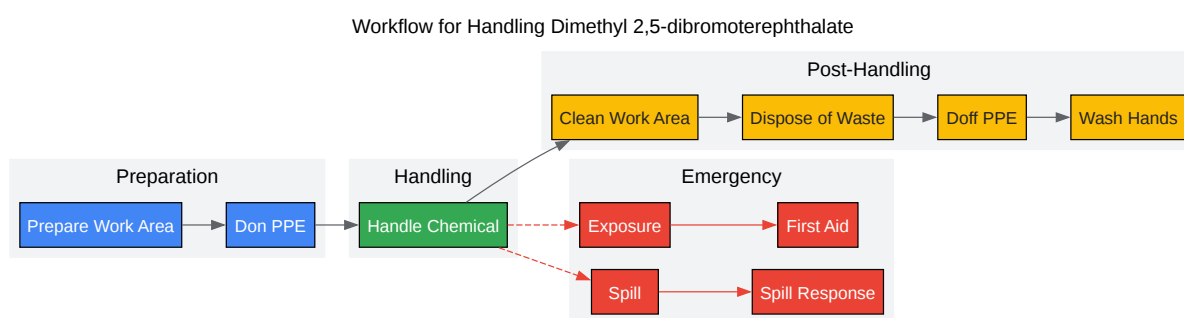 Workflow for Handling Dimethyl 2,5-dibromoterephthalate
Post-Handling
Clean Work Area
Dispose of Waste
Doff PPE
Wash Hands
Preparation
Handling
Emergency
Prepare Work Area
Don PPE
Handle Chemical
Exposure
First Aid
Spill
Spill Response